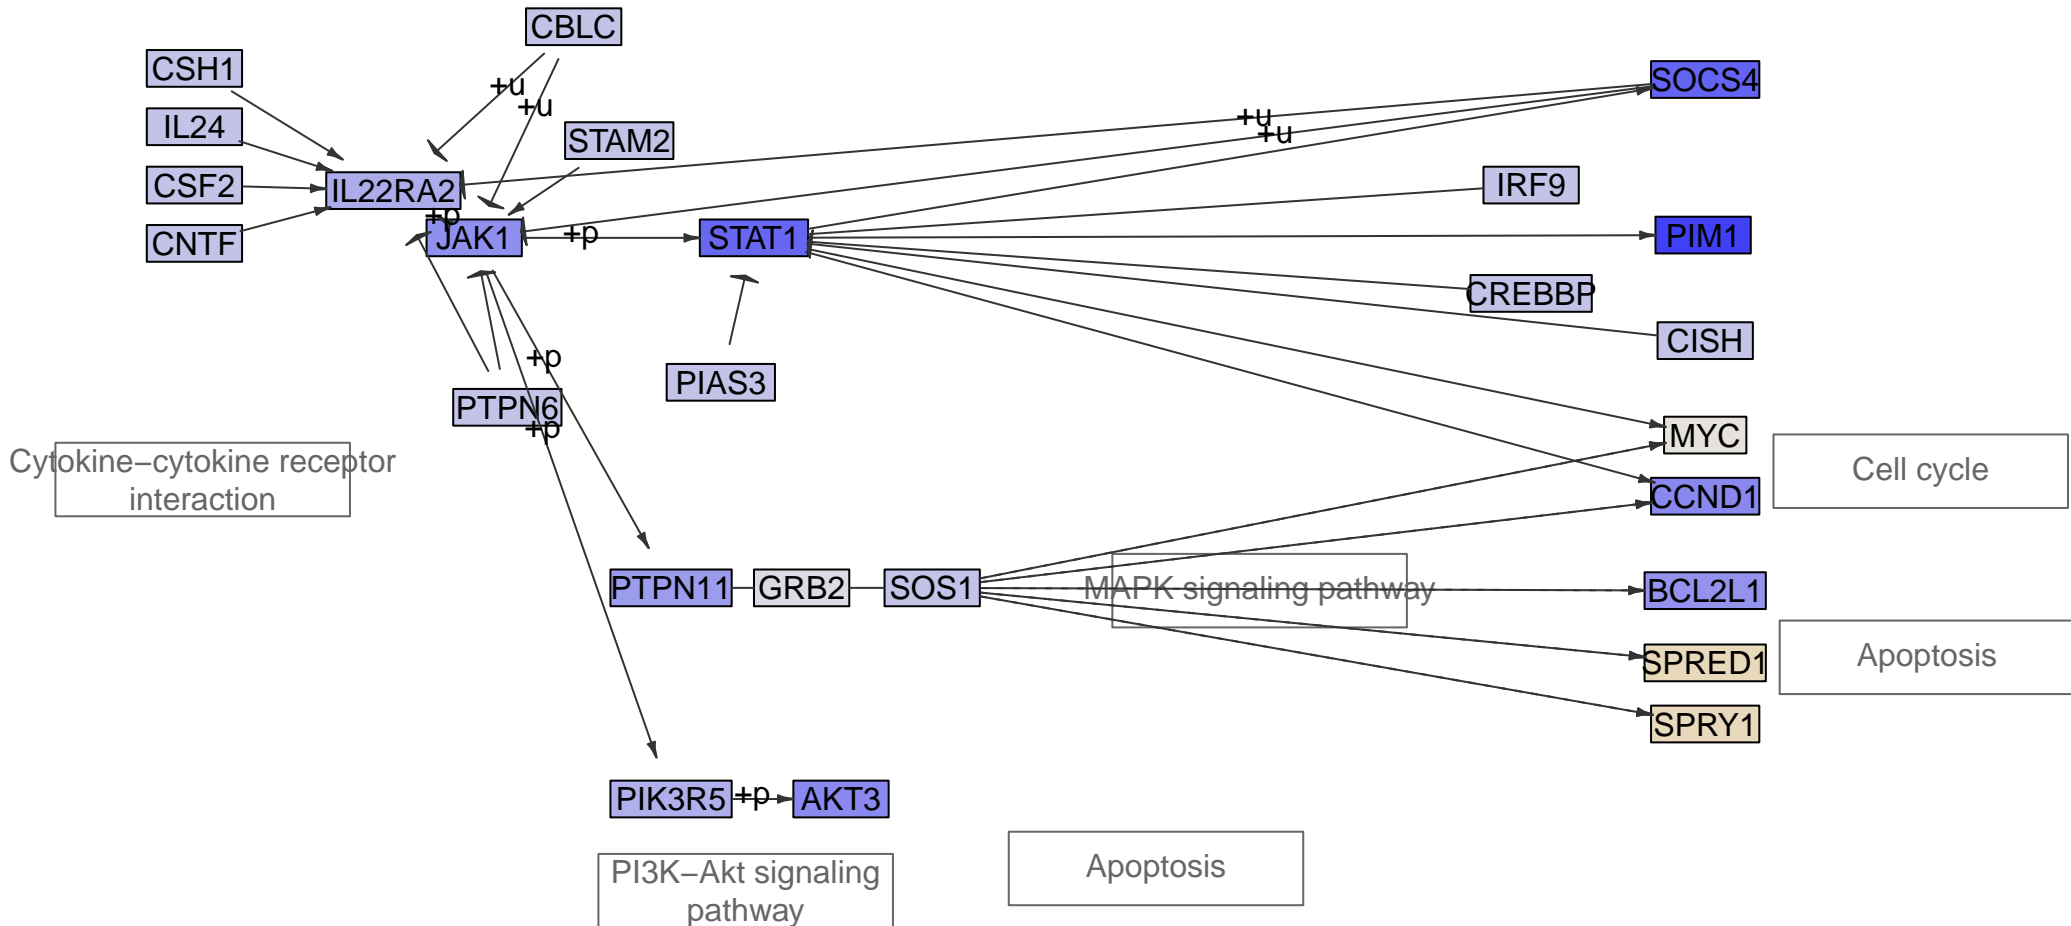 CBLC
CSH1
+u
SOCS4
+u
+u
IL24
+u
STAM2
CSF2
IL22RA2
IRF9
+p
CNTF
JAK1
+p
STAT1
PIM1
CREBBP
CISH
+p
PIAS3
PTPN6
+p
MYC
Cytokine−cytokine receptor
interaction
Cell cycle
CCND1
PTPN11
GRB2
SOS1
MAPK signaling pathway
BCL2L1
SPRED1
Apoptosis
SPRY1
PIK3R5
+p
AKT3
Apoptosis
PI3K−Akt signaling
pathway